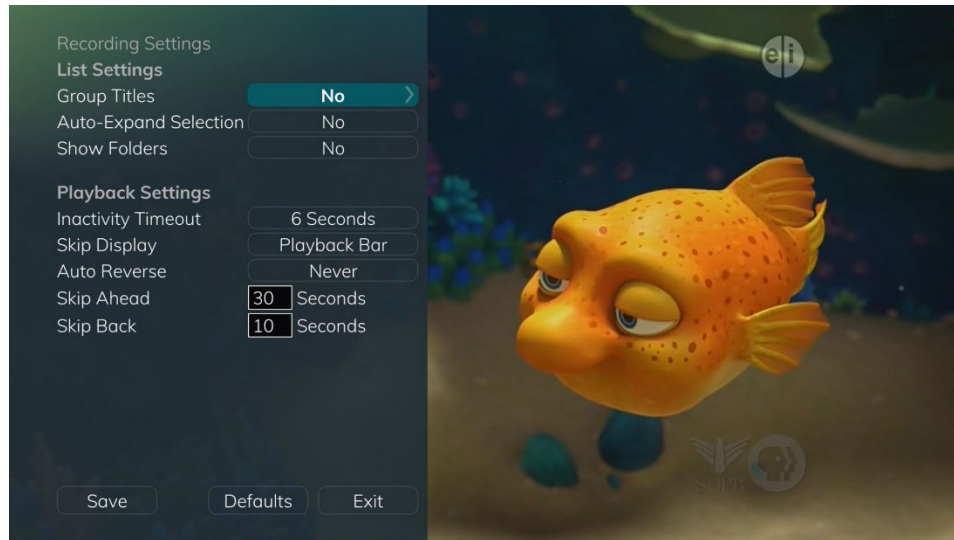 Recording Settings
List Settings
Group Titles No
Auto-Expand Selection No
Show Folders No
Playback Settings
Inactivity Timeout 6 Seconds
Skip Display Playback Bar
Auto Reverse Never
Skip Ahead 30 Seconds
Skip Back 10 Seconds
Save Defaults Exit
e/i
SDPB